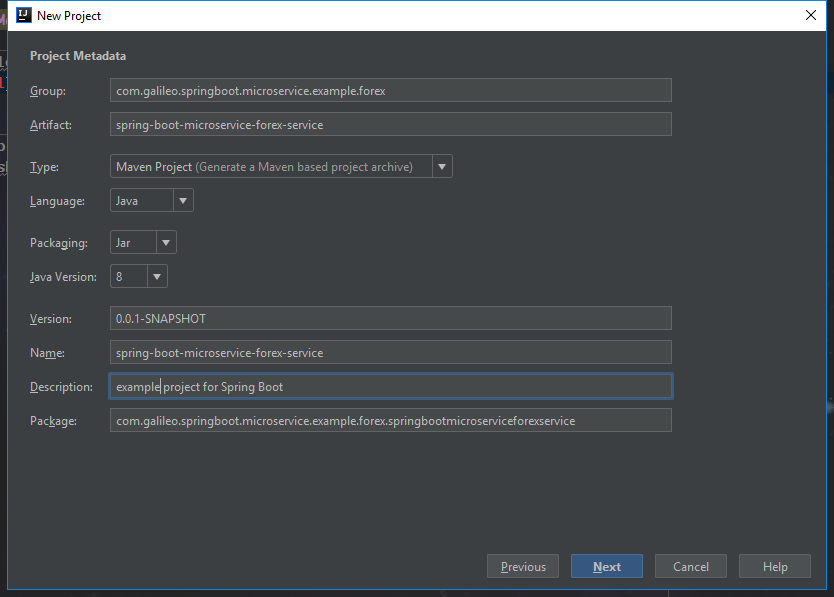 IJ New Project
Project Metadata
Group: com.galileo.springboot.microservice.example.forex
Artifact: spring-boot-microservice-forex-service
Type: Maven Project (Generate a Maven based project archive)
Language: Java
Packaging: Jar
Java Version: 8
Version: 0.0.1-SNAPSHOT
Name: spring-boot-microservice-forex-service
Description: example project for Spring Boot
Package: com.galileo.springboot.microservice.example.forex.springbootmicroserviceforexservice
Previous Next Cancel Help